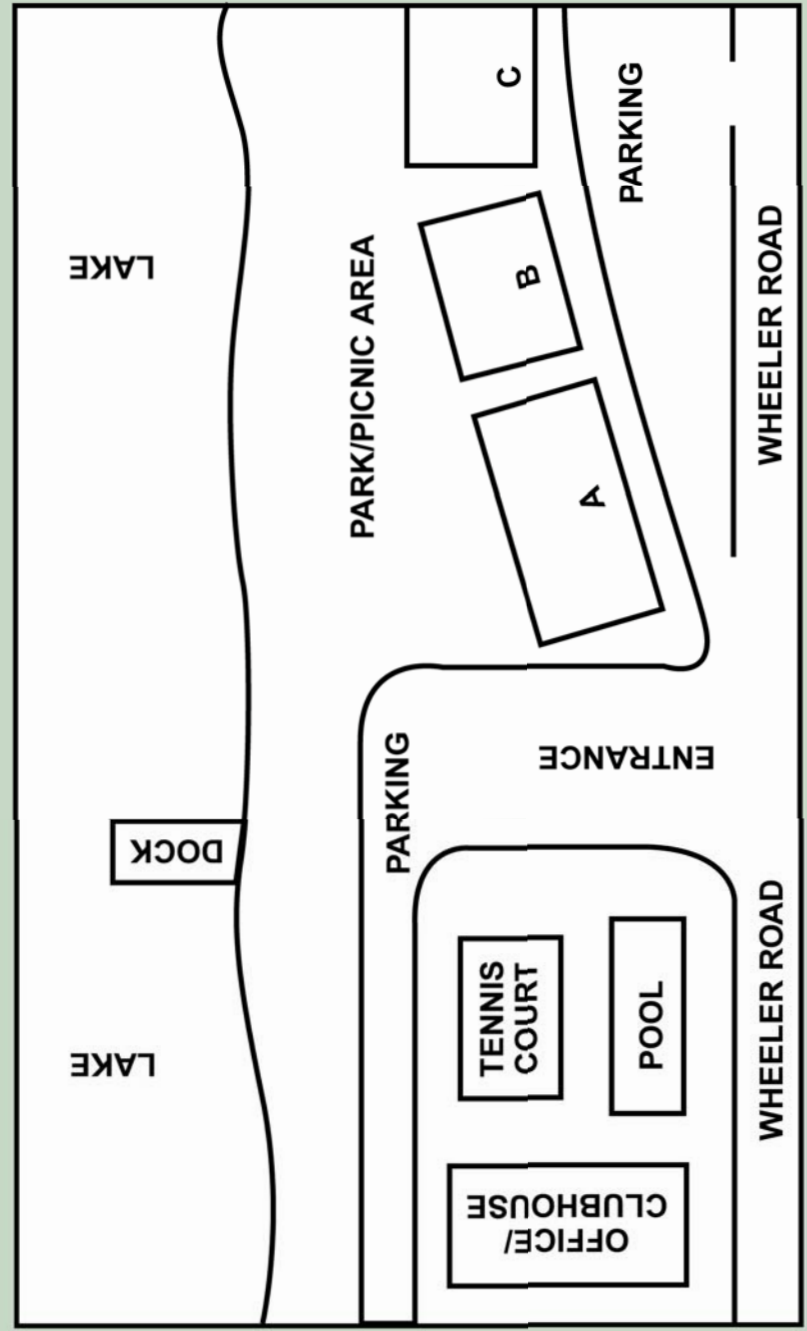 C
PARKING
LAKE
B
PARK/PICNIC AREA
WHEELER ROAD
A
PARKING
ENTRANCE
DOCK
TENNIS
COURT
POOL
LAKE
WHEELER ROAD
OFFICE/
CLUBHOUSE